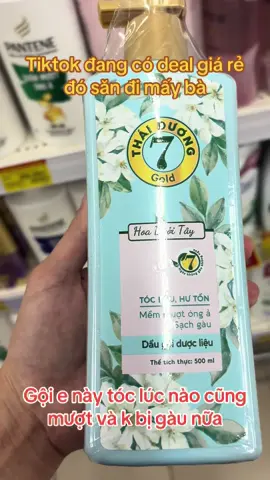 Tiktok đang có deal giá rẻ
đó săn đi mấy bà
PANTENE
THÁI DƯƠNG
7
Gold
Hoa Bưởi Tây
7
TÓC YẾU, HƯ TỔN
Mềm mượt óng ả
Sạch gàu
Dầu gội dược liệu
Thể tích thực: 500 ml
Gội e này tóc lúc nào cũng
mượt và k bị gàu nữa